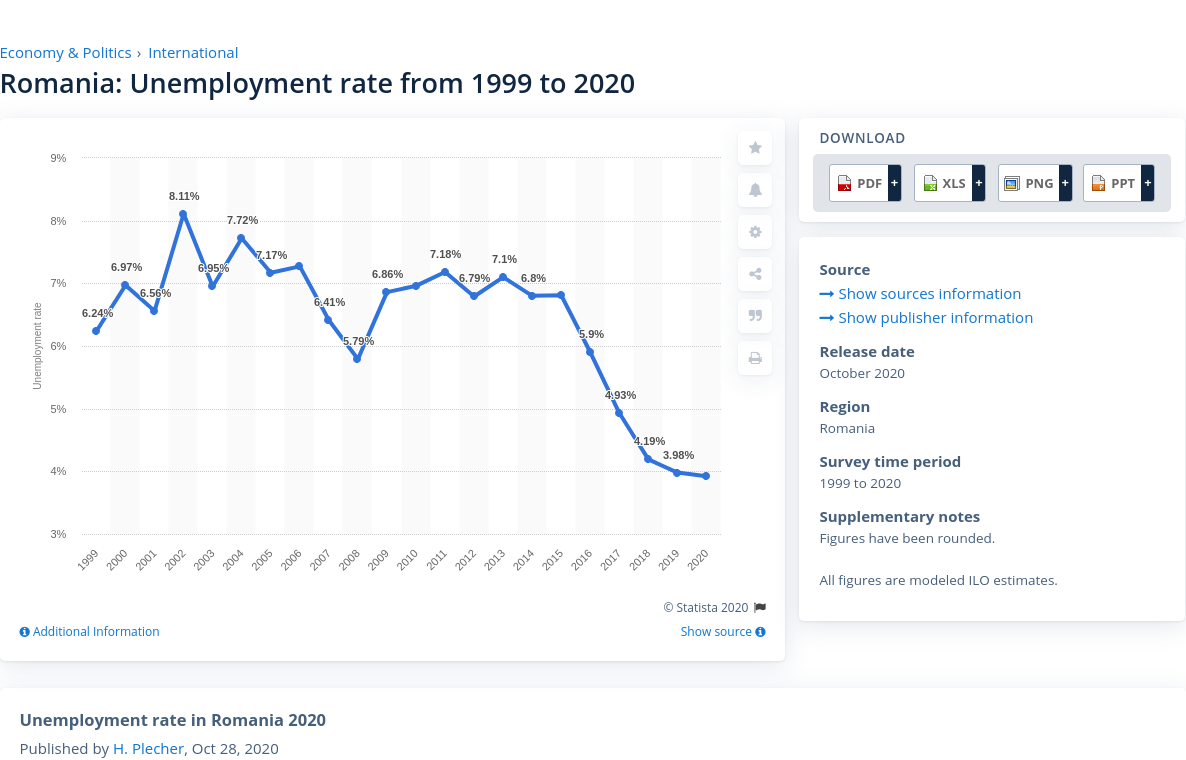 Economy & Politics › International
Romania: Unemployment rate from 1999 to 2020
9%
8%
7%
6%
5%
4%
3%
Unemployment rate
6.24%
6.97%
6.56%
8.11%
6.95%
7.72%
7.17%
6.41%
5.79%
6.86%
7.18%
6.79%
7.1%
6.8%
5.9%
4.93%
4.19%
3.98%
1999
2000
2001
2002
2003
2004
2005
2006
2007
2008
2009
2010
2011
2012
2013
2014
2015
2016
2017
2018
2019
2020
© Statista 2020
Additional Information
Show source
DOWNLOAD
PDF + XLS + PNG + PPT +
Source
Show sources information
Show publisher information
Release date
October 2020
Region
Romania
Survey time period
1999 to 2020
Supplementary notes
Figures have been rounded.
All figures are modeled ILO estimates.
Unemployment rate in Romania 2020
Published by H. Plecher, Oct 28, 2020